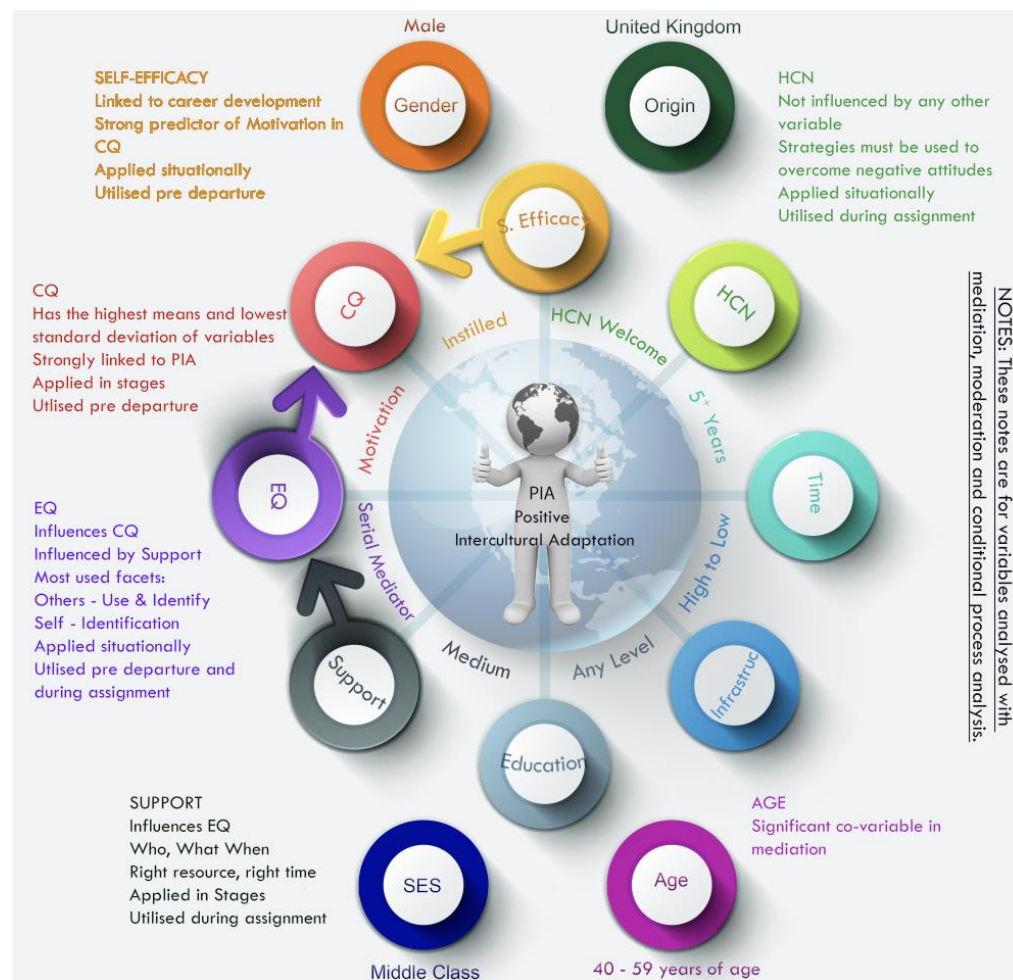 Male
Gender
United Kingdom
Origin
SELF-EFFICACY
Linked to career development
Strong predictor of Motivation in
CQ
Applied situationally
Utilised pre departure
HCN
Not influenced by any other
variable
Strategies must be used to
overcome negative attitudes
Applied situationally
Utilised during assignment
S. Efficacy
CQ
HCN
CQ
Has the highest means and lowest
standard deviation of variables
Strongly linked to PIA
Applied in stages
Utlised pre departure
Instilled
HCN Welcome
Motivation
5+ Years
EQ
Time
PIA
Positive
Intercultural Adaptation
Serial Mediator
High to Low
Medium
Any Level
EQ
Influences CQ
Influenced by Support
Most used facets:
Others - Use & Identify
Self - Identification
Applied situationally
Utlised pre departure and
during assignment
Support
Infrastruc
Education
SUPPORT
Influences EQ
Who, What When
Right resource, right time
Applied in Stages
Utilised during assignment
AGE
Significant co-variable in
mediation
SES
Middle Class
Age
40 - 59 years of age
NOTES: These notes are for variables analysed with
mediation, moderation and conditional process analysis.